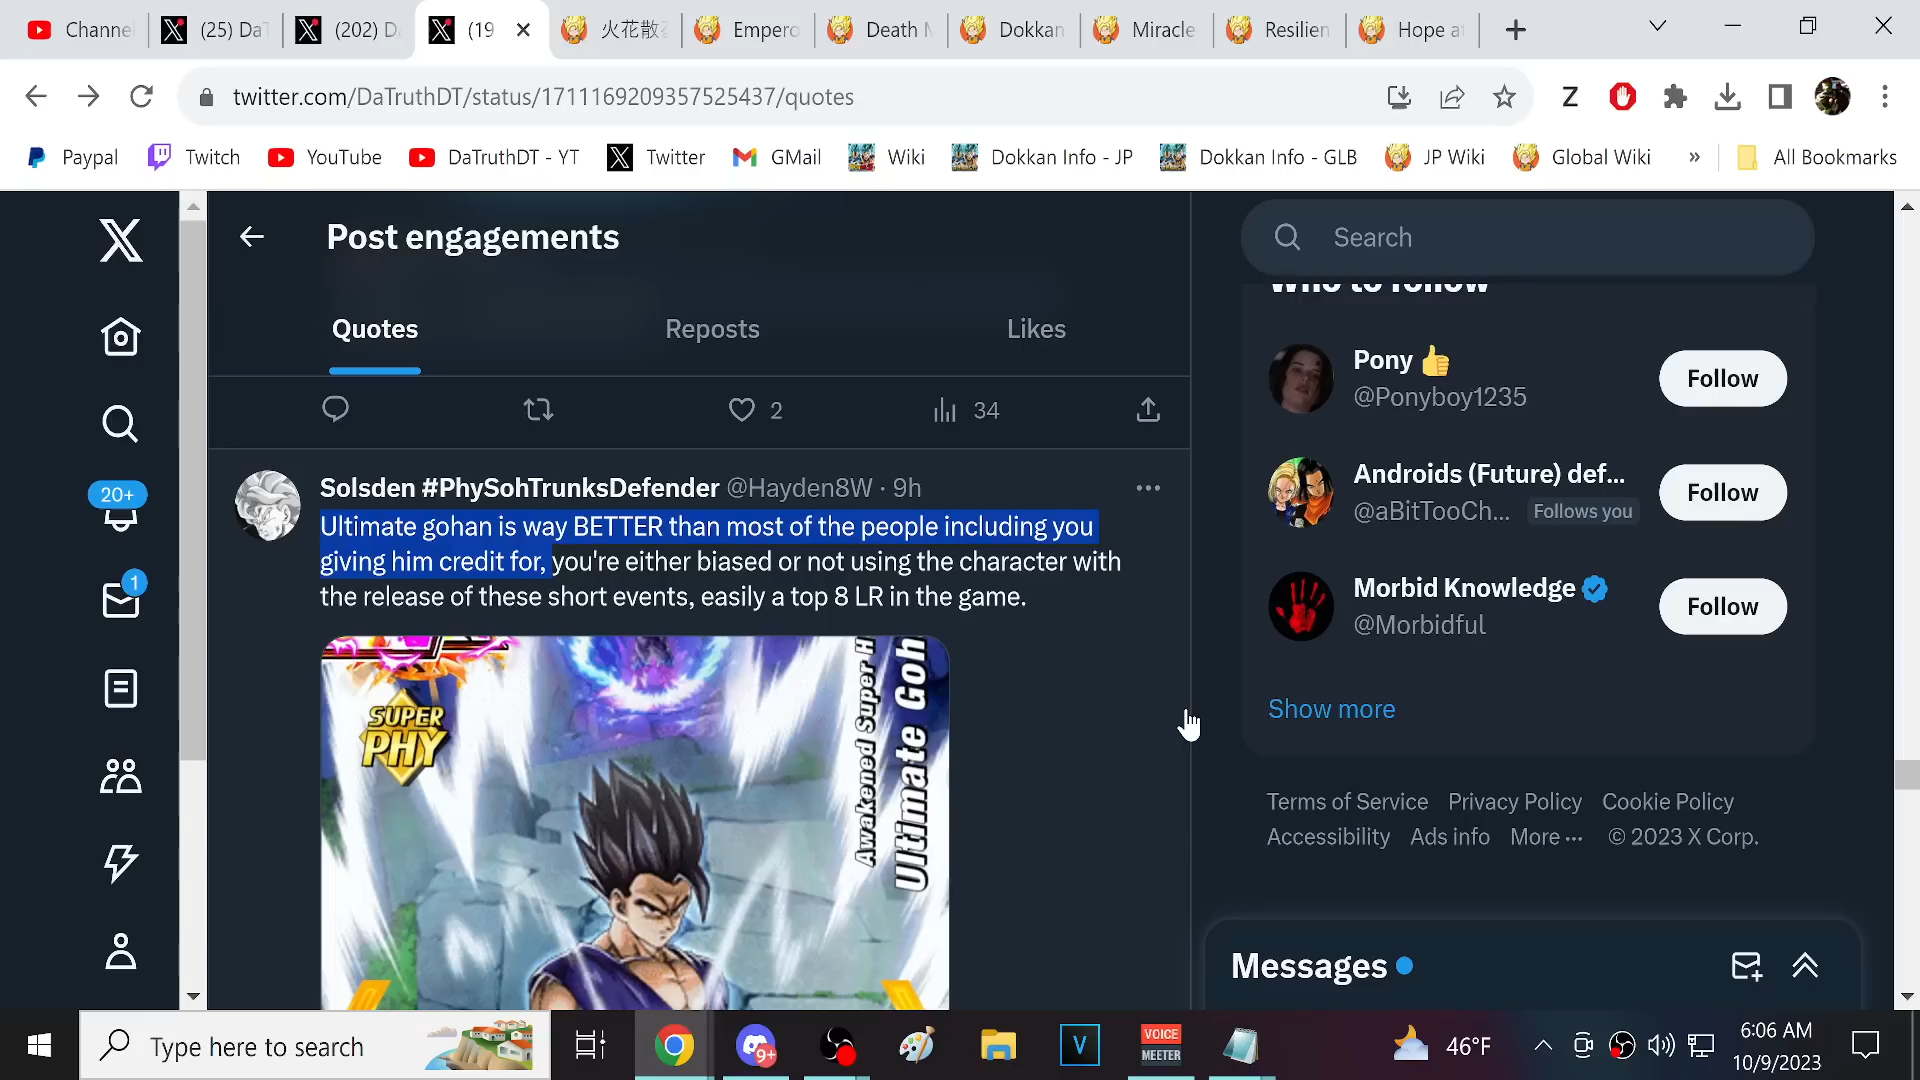 Channe
(25) DaT
(202) D
(19
火花散
Empero
Death
Dokkan
Miracle
Resilien
Hope a
twitter.com/DaTruthDT/status/1711169209357525437/quotes
Paypal
Twitch
YouTube
DaTruthDT - YT
Twitter
GMail
Wiki
Dokkan Info - JP
Dokkan Info - GLB
JP Wiki
Global Wiki
»
All Bookmarks
Post engagements
Quotes
Reposts
Likes
2
34
Solsden #PhySohTrunksDefender @Hayden8W · 9h
Ultimate gohan is way BETTER than most of the people including you
giving him credit for, you're either biased or not using the character with
the release of these short events, easily a top 8 LR in the game.
SUPER
PHY
Awakened Super H
Ultimate Goh
20+
1
Search
Who to follow
Pony
@Ponyboy1235
Follow
Androids (Future) def...
@aBitTooCh... Follows you
Follow
Morbid Knowledge
@Morbidful
Follow
Show more
Terms of Service Privacy Policy Cookie Policy
Accessibility Ads info More ··· © 2023 X Corp.
Messages
Type here to search
9+
V
VOICE
MEETER
46°F
6:06 AM
10/9/2023